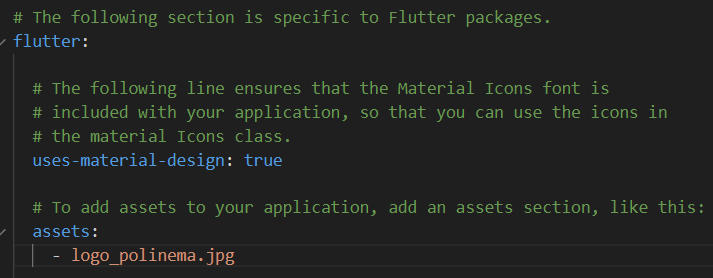 # The following section is specific to Flutter packages.
flutter:
# The following line ensures that the Material Icons font is
# included with your application, so that you can use the icons in
# the material Icons class.
uses-material-design: true
# To add assets to your application, add an assets section, like this:
assets:
- logo_polinema.jpg